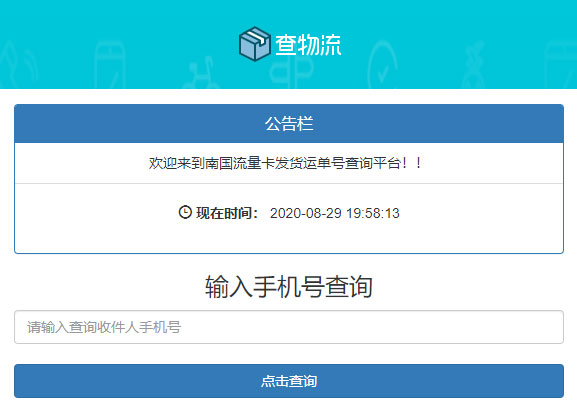 查物流
公告栏
欢迎来到南国流量卡发货运单号查询平台！！
现在时间： 2020-08-29 19:58:13
输入手机号查询
请输入查询收件人手机号
点击查询